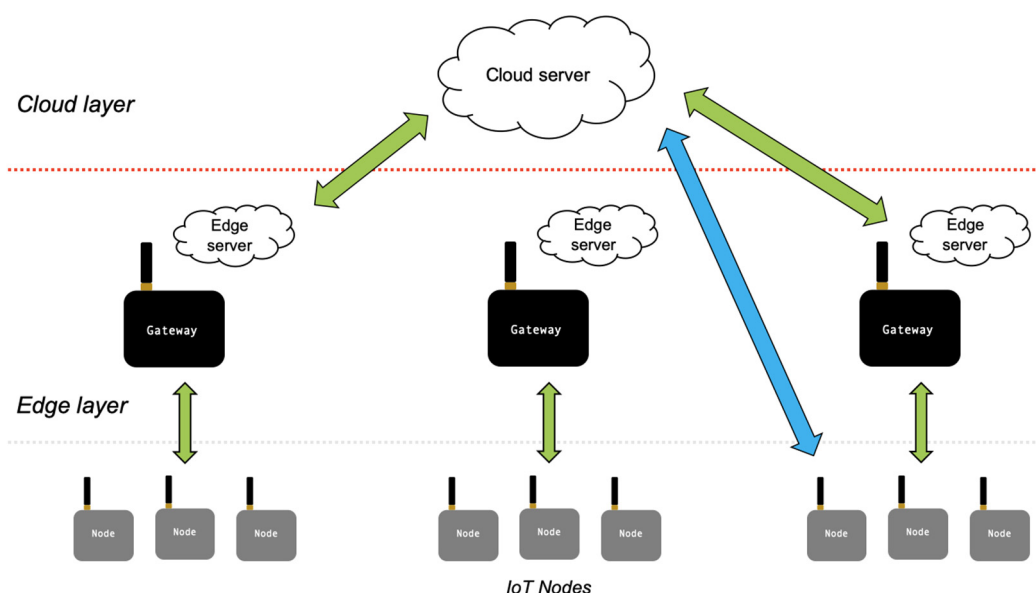 Cloud server
Cloud layer
Edge
server
Edge
server
Edge
server
Gateway
Gateway
Gateway
Edge layer
Node
Node
Node
Node
Node
Node
Node
Node
Node
IoT Nodes